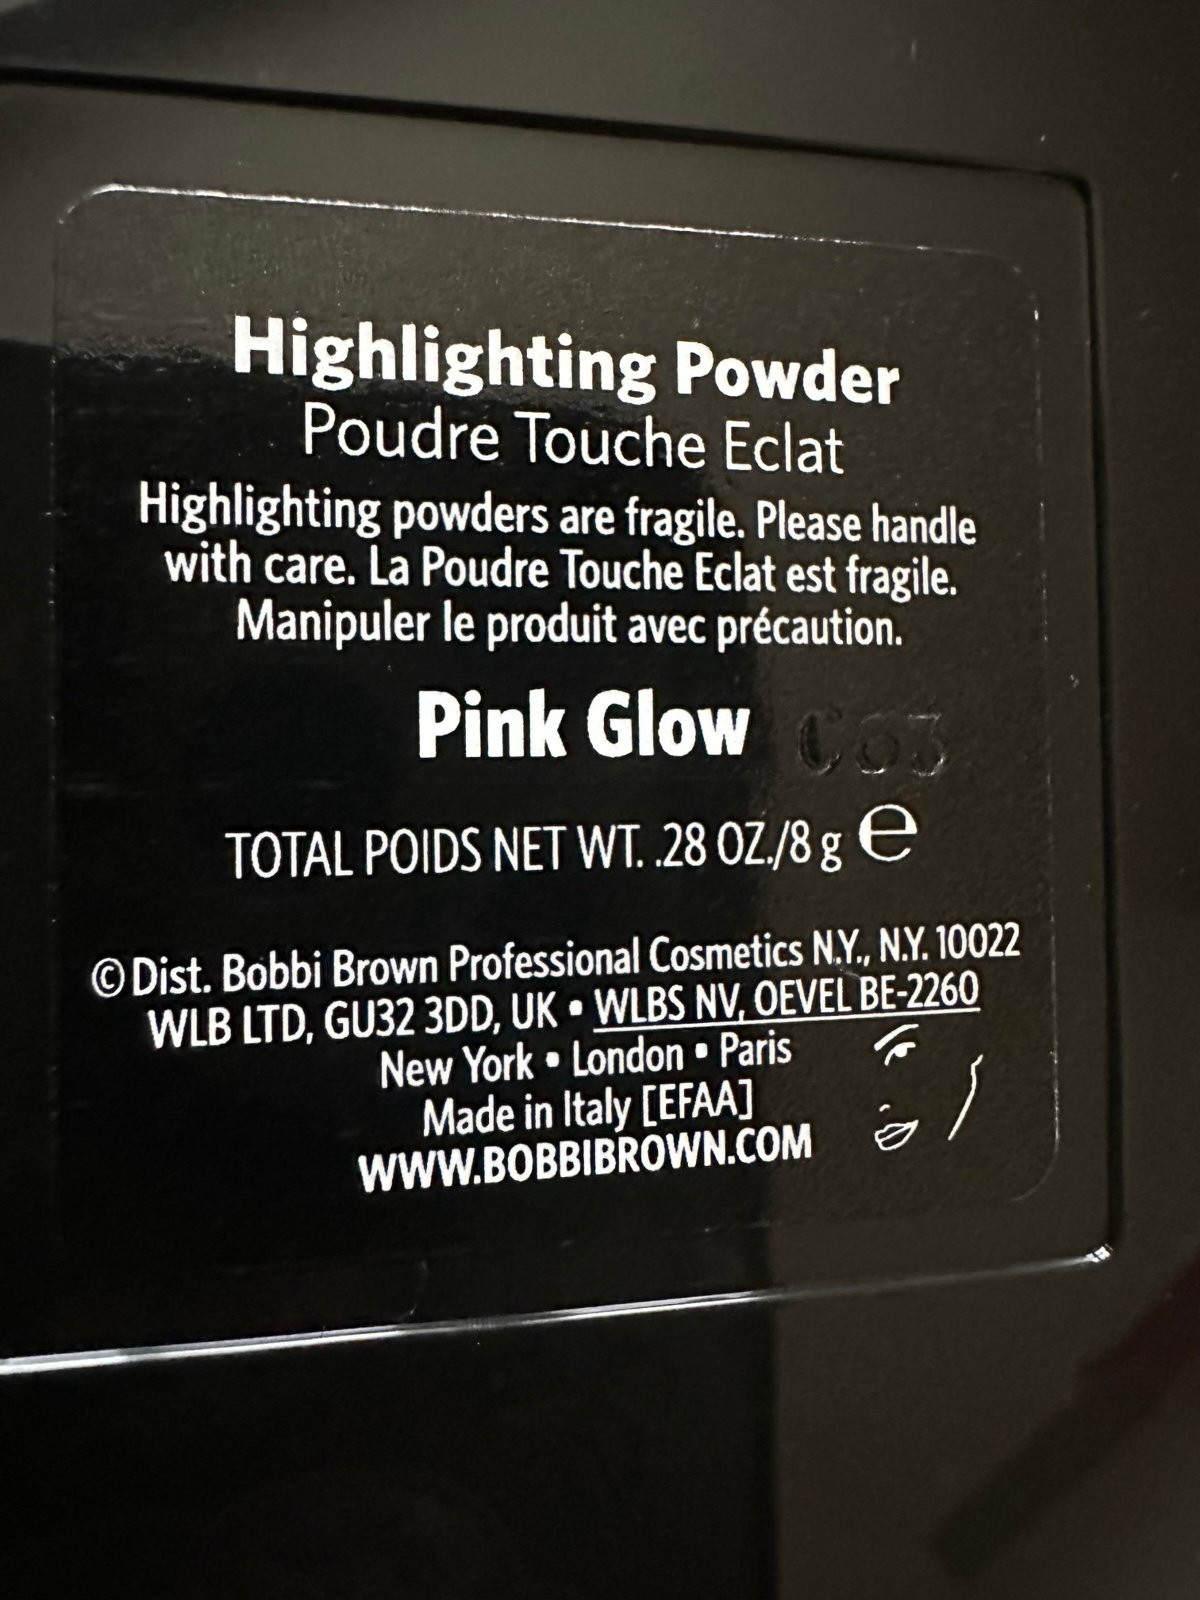 Highlighting Powder
Poudre Touche Eclat
Highlighting powders are fragile. Please handle
with care. La Poudre Touche Eclat est fragile.
Manipuler le produit avec précaution.
Pink Glow C63
TOTAL POIDS NET WT. .28 OZ./8 g ℮
© Dist. Bobbi Brown Professional Cosmetics N.Y., N.Y. 10022
WLB LTD, GU32 3DD, UK • WLBS NV, OEVEL BE-2260
New York • London • Paris
Made in Italy [EFAA]
WWW.BOBBIBROWN.COM